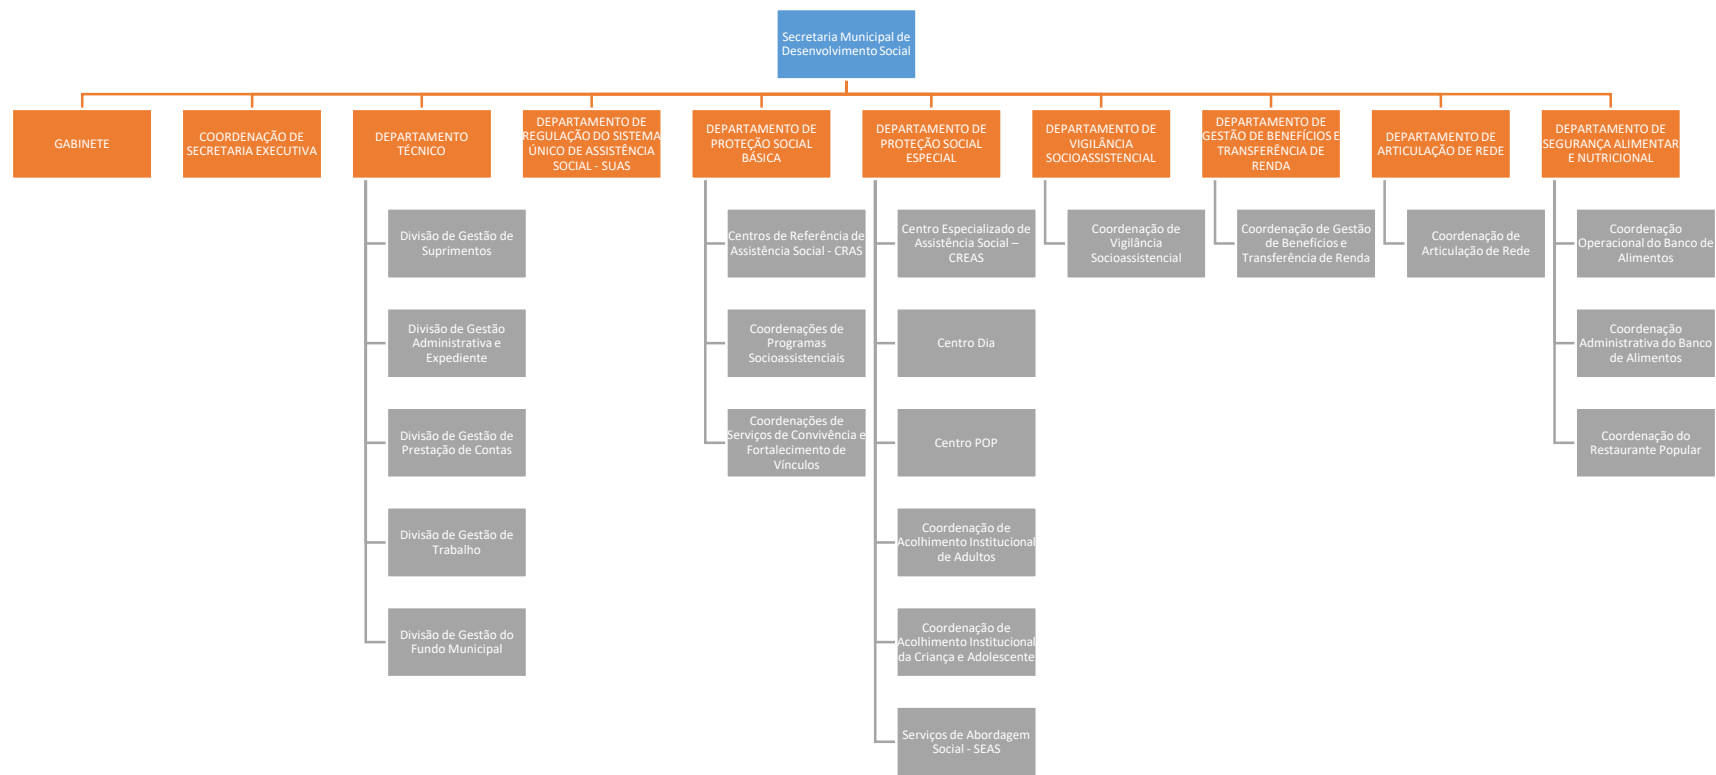 Secretaria Municipal de
Desenvolvimento Social
GABINETE
COORDENAÇÃO DE
SECRETARIA EXECUTIVA
DEPARTAMENTO
TÉCNICO
DEPARTAMENTO DE
REGULAÇÃO DO SISTEMA
ÚNICO DE ASSISTÊNCIA
SOCIAL - SUAS
DEPARTAMENTO DE
PROTEÇÃO SOCIAL
BÁSICA
DEPARTAMENTO DE
PROTEÇÃO SOCIAL
ESPECIAL
DEPARTAMENTO DE
VIGILÂNCIA
SOCIOASSISTENCIAL
DEPARTAMENTO DE
GESTÃO DE BENEFÍCIOS E
TRANSFERÊNCIA DE
RENDA
DEPARTAMENTO DE
ARTICULAÇÃO DE REDE
DEPARTAMENTO DE
SEGURANÇA ALIMENTAR
E NUTRICIONAL
Divisão de Gestão de
Suprimentos
Divisão de Gestão
Administrativa e
Expediente
Divisão de Gestão de
Prestação de Contas
Divisão de Gestão de
Trabalho
Divisão de Gestão do
Fundo Municipal
Centros de Referência de
Assistência Social - CRAS
Coordenações de
Programas
Socioassistenciais
Coordenações de
Serviços de Convivência e
Fortalecimento de
Vínculos
Centro Especializado de
Assistência Social –
CREAS
Centro Dia
Centro POP
Coordenação de
Acolhimento Institucional
de Adultos
Coordenação de
Acolhimento Institucional
da Criança e Adolescente
Serviços de Abordagem
Social - SEAS
Coordenação de
Vigilância
Socioassistencial
Coordenação de Gestão
de Benefícios e
Transferência de Renda
Coordenação de
Articulação de Rede
Coordenação
Operacional do Banco de
Alimentos
Coordenação
Administrativa do Banco
de Alimentos
Coordenação do
Restaurante Popular